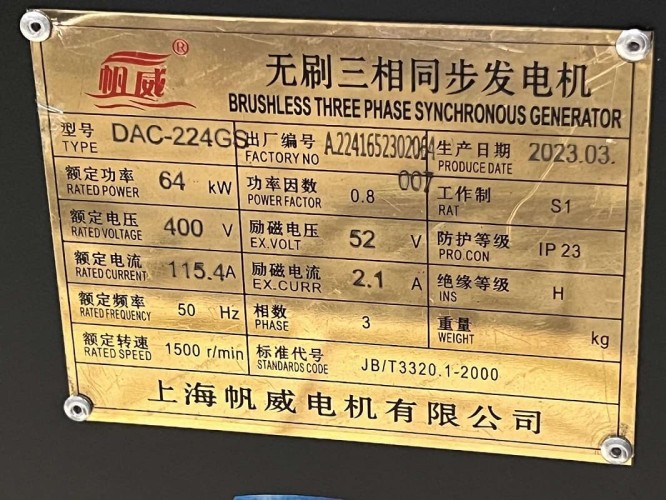 帆威®
无刷三相同步发电机
BRUSHLESS THREE PHASE SYNCHRONOUS GENERATOR
型号 DAC-224GS 出厂编号 A.2241652302064 生产日期 2023.03.
TYPE FACTORY NO 007 PRODUCE DATE
额定功率 64 kW 功率因数 0.8 工作制 S1
RATED POWER POWER FACTOR RAT
额定电压 400 V 励磁电压 52 V 防护等级 IP 23
RATED VOLTAGE EX.VOLT PRO.CON
额定电流 115.4 A 励磁电流 2.1 A 绝缘等级 H
RATED CURRENT EX.CURR INS
额定频率 50 Hz 相数 3 重量 kg
RATED FREQUENCY PHASE WEIGHT
额定转速 1500 r/min 标准代号 JB/T3320.1-2000
RATED SPEED STANDARDS CODE
上海帆威电机有限公司